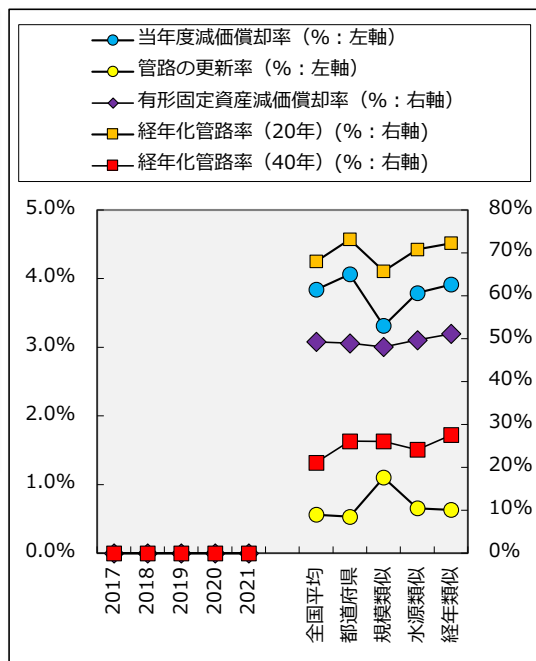 当年度減価償却率（%：左軸）
管路の更新率（%：左軸）
有形固定資産減価償却率（%：右軸）
経年化管路率（20年）(%：右軸)
経年化管路率（40年）(%：右軸)
5.0%
4.0%
3.0%
2.0%
1.0%
0.0%
80%
70%
60%
50%
40%
30%
20%
10%
0%
2017
2018
2019
2020
2021
全国平均
都道府県
規模類似
水源類似
経年類似